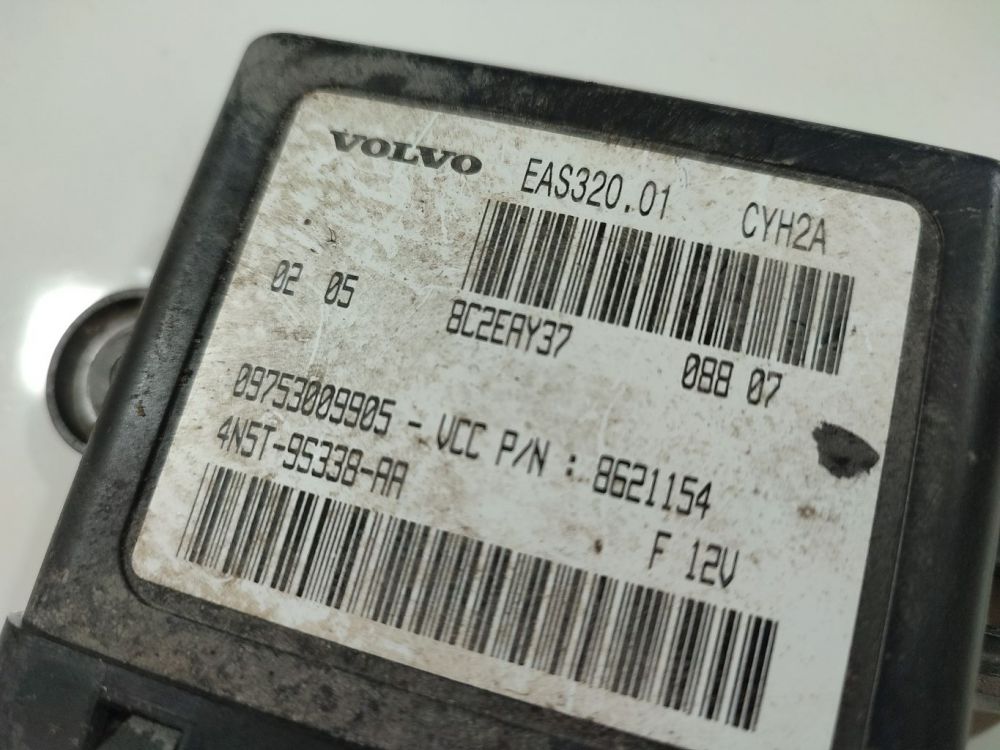 VOLVO EAS320.01 CYH2A
02 05
8C2EAY37 088 07
09753009905 - VCC P/N : 8621154
4N5T-9S338-AA
F 12V